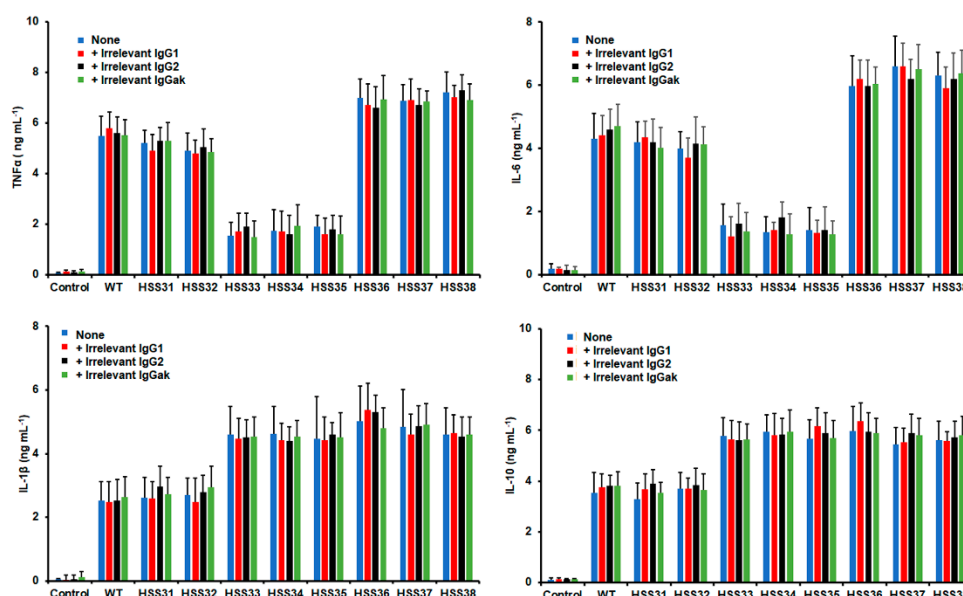 10
8
6
4
2
0
TNFα ( ng mL⁻¹)
None
+ Irrelevant IgG1
+ Irrelevant IgG2
+ Irrelevant IgGak
Control WT HSS31 HSS32 HSS33 HSS34 HSS35 HSS36 HSS37 HSS38
8
6
4
2
0
IL-6 (ng mL⁻¹)
None
+ Irrelevant IgG1
+ Irrelevant IgG2
+ Irrelevant IgGak
Control WT HSS31 HSS32 HSS33 HSS34 HSS35 HSS36 HSS37 HSS38
8
6
4
2
0
IL-1β (ng mL⁻¹)
None
+ Irrelevant IgG1
+ Irrelevant IgG2
+ Irrelevant IgGak
Control WT HSS31 HSS32 HSS33 HSS34 HSS35 HSS36 HSS37 HSS38
10
8
6
4
2
0
IL-10 (ng mL⁻¹)
None
+ Irrelevant IgG1
+ Irrelevant IgG2
+ Irrelevant IgGak
Control WT HSS31 HSS32 HSS33 HSS34 HSS35 HSS36 HSS37 HSS38